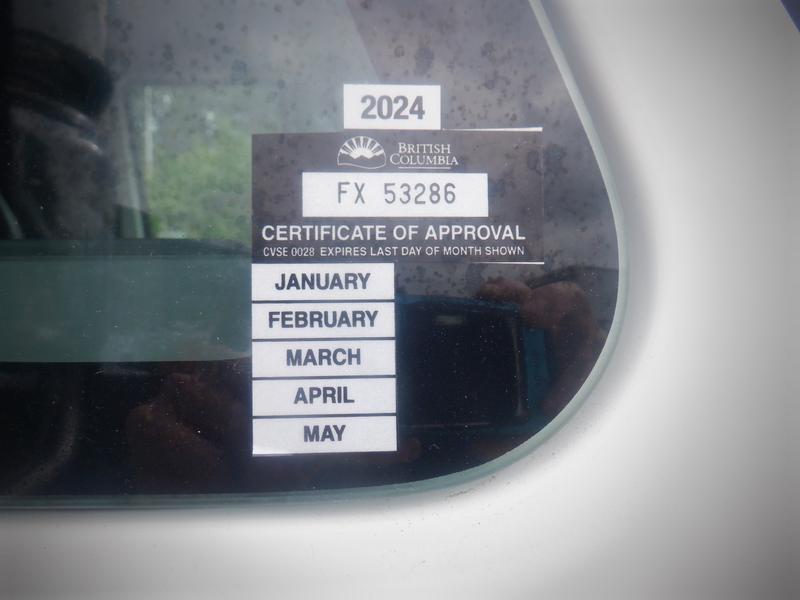 2024
BRITISH
COLUMBIA
FX 53286
CERTIFICATE OF APPROVAL
CVSE 0028 EXPIRES LAST DAY OF MONTH SHOWN
JANUARY
FEBRUARY
MARCH
APRIL
MAY